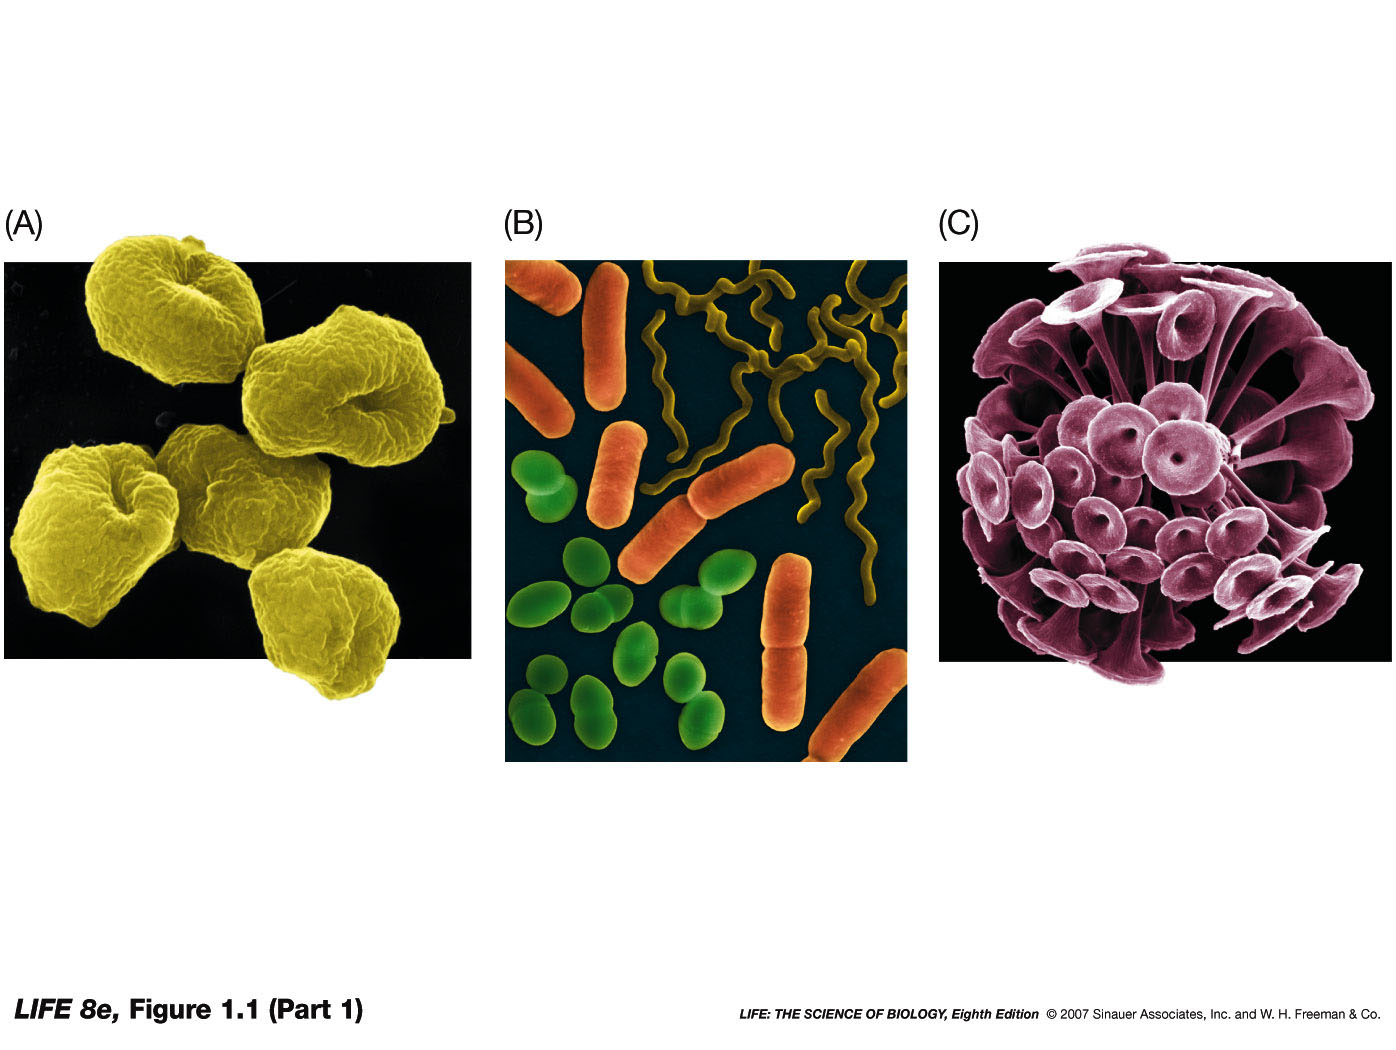 (A)
(B)
(C)
LIFE 8e, Figure 1.1 (Part 1)
LIFE: THE SCIENCE OF BIOLOGY, Eighth Edition © 2007 Sinauer Associates, Inc. and W. H. Freeman & Co.